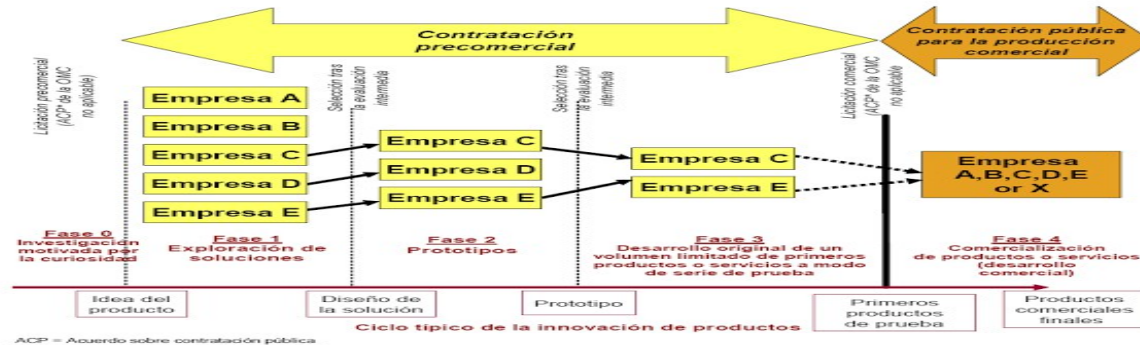 Contratación
precomercial
Contratación pública
para la producción
comercial
Licitación precomercial
(ACP* de la OMC
no aplicable)
Selección tras
la evaluación
intermedia
Selección tras
la evaluación
intermedia
Licitación comercial
(ACP* de la OMC
no aplicable)
Empresa A
Empresa B
Empresa C
Empresa D
Empresa E
Empresa C
Empresa D
Empresa E
Empresa C
Empresa E
Empresa
A,B,C,D,E
or X
Fase 0
Investigación
motivada por
la curiosidad
Fase 1
Exploración de
soluciones
Fase 2
Prototipos
Fase 3
Desarrollo original de un
volumen limitado de primeros
productos o servicios a modo
de serie de prueba
Fase 4
Comercialización
de productos o servicios
(desarrollo
comercial)
Idea del
producto
Diseño de
la solución
Prototipo
Primeros
productos
de prueba
Productos
comerciales
finales
Ciclo típico de la innovación de productos
ACP = Acuerdo sobre contratación pública